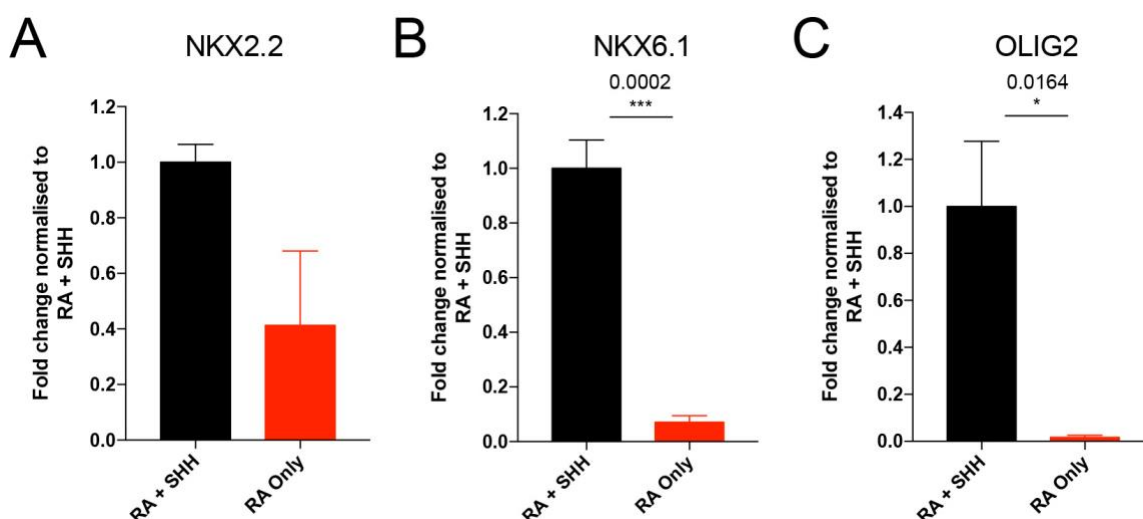 A
NKX2.2
Fold change normalised to
RA + SHH
1.2
1.0
0.8
0.6
0.4
0.2
0.0
RA + SHH
RA Only
B
NKX6.1
0.0002
***
Fold change normalised to
RA + SHH
1.2
1.0
0.8
0.6
0.4
0.2
0.0
RA + SHH
RA Only
C
OLIG2
0.0164
*
Fold change normalised to
RA + SHH
1.4
1.2
1.0
0.8
0.6
0.4
0.2
0.0
RA + SHH
RA Only